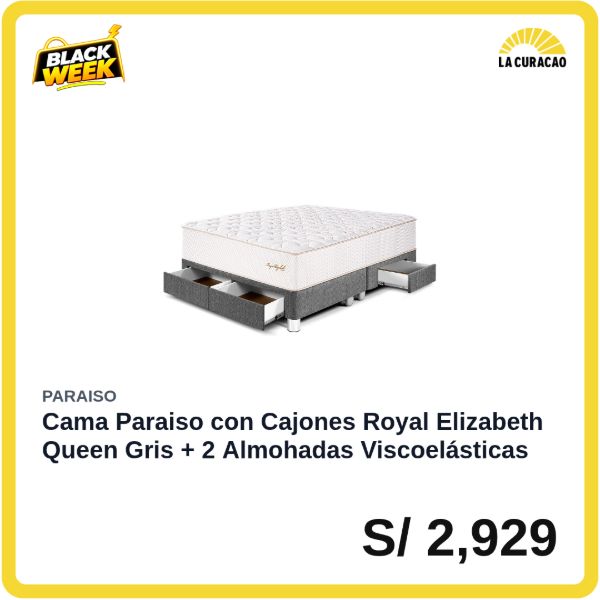 BLACK
WEEK
LA CURACAO
PARAISO
Cama Paraiso con Cajones Royal Elizabeth
Queen Gris + 2 Almohadas Viscoelásticas
S/ 2,929